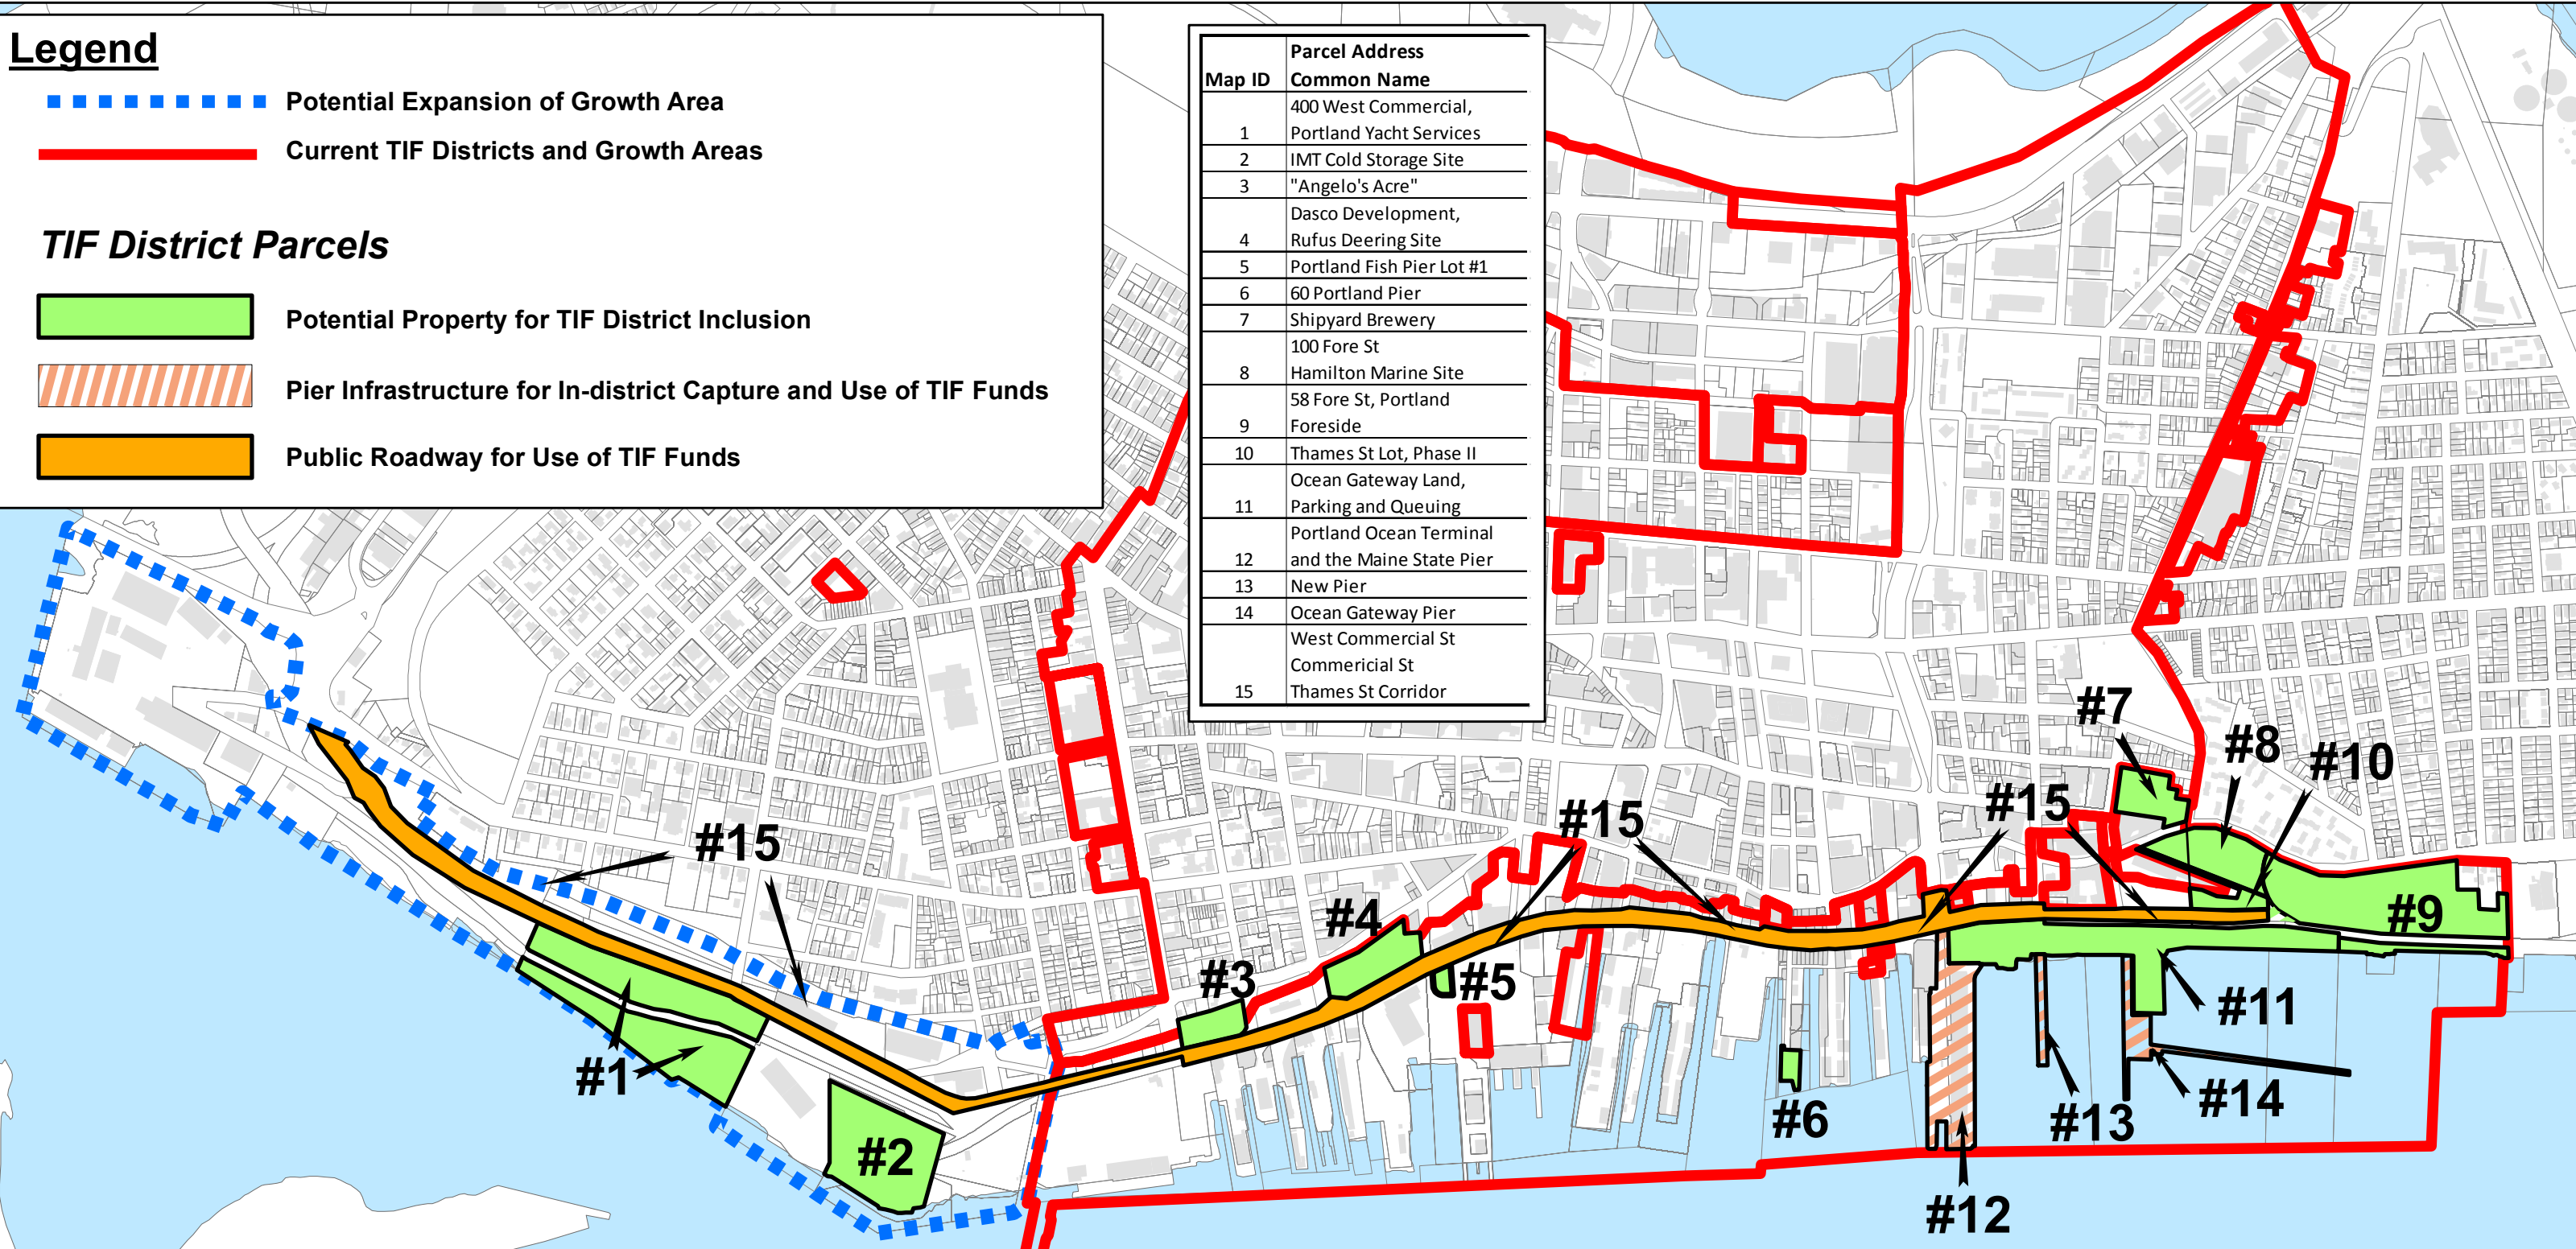 Legend
Potential Expansion of Growth Area
Current TIF Districts and Growth Areas
TIF District Parcels
Potential Property for TIF District Inclusion
Pier Infrastructure for In-district Capture and Use of TIF Funds
Public Roadway for Use of TIF Funds
Parcel Address
Map ID Common Name
400 West Commercial,
1 Portland Yacht Services
2 IMT Cold Storage Site
3 "Angelo's Acre"
Dasco Development,
4 Rufus Deering Site
5 Portland Fish Pier Lot #1
6 60 Portland Pier
7 Shipyard Brewery
100 Fore St
8 Hamilton Marine Site
58 Fore St, Portland
9 Foreside
10 Thames St Lot, Phase II
Ocean Gateway Land,
11 Parking and Queuing
Portland Ocean Terminal
12 and the Maine State Pier
13 New Pier
14 Ocean Gateway Pier
West Commercial St
Commericial St
15 Thames St Corridor
#7
#8
#10
#15
#15
#15
#4
#9
#3
#5
#11
#1
#6
#13
#14
#2
#12